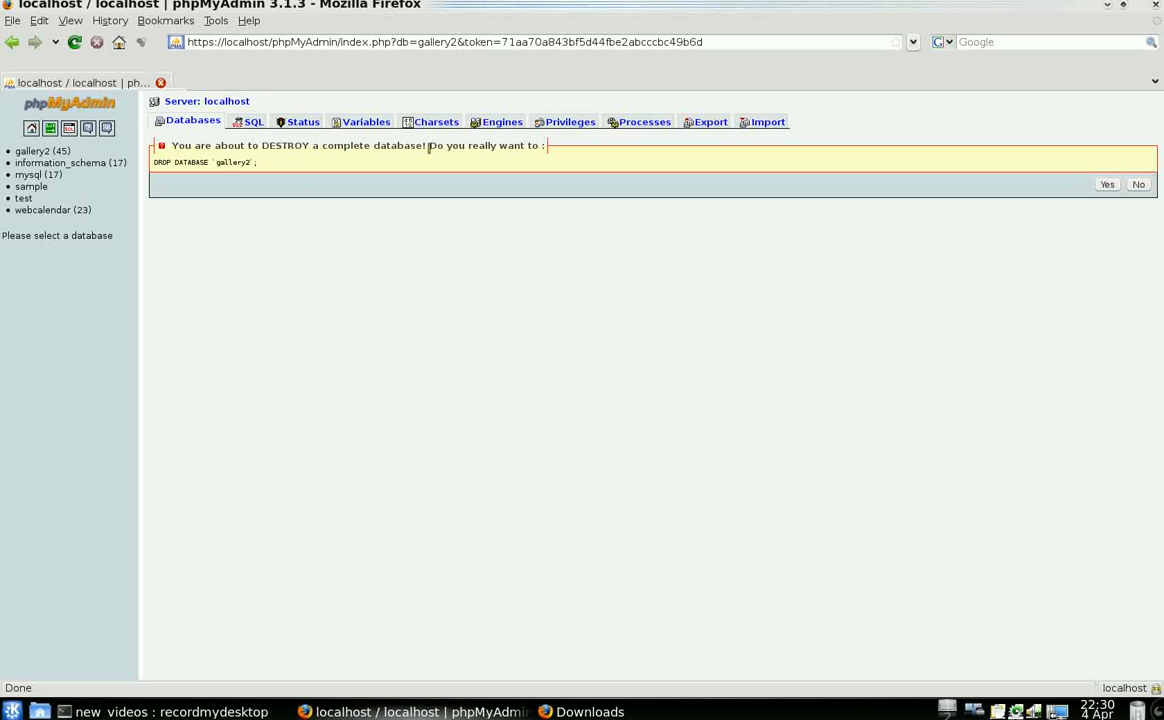 localhost / localhost | phpMyAdmin 3.1.3 - Mozilla Firefox
File Edit View History Bookmarks Tools Help
https://localhost/phpMyAdmin/index.php?db=gallery2&token=71aa70a843bf5d44fbe2abcccbc49b6d
Google
localhost / localhost | ph...
phpMyAdmin
Server: localhost
Databases SQL Status Variables Charsets Engines Privileges Processes Export Import
You are about to DESTROY a complete database! Do you really want to :
DROP DATABASE `gallery2`;
Yes No
gallery2 (45)
information_schema (17)
mysql (17)
sample
test
webcalendar (23)
Please select a database
Done
localhost
new videos : recordmydesktop
localhost / localhost | phpMyAdmin
Downloads
22:30
4 Apr